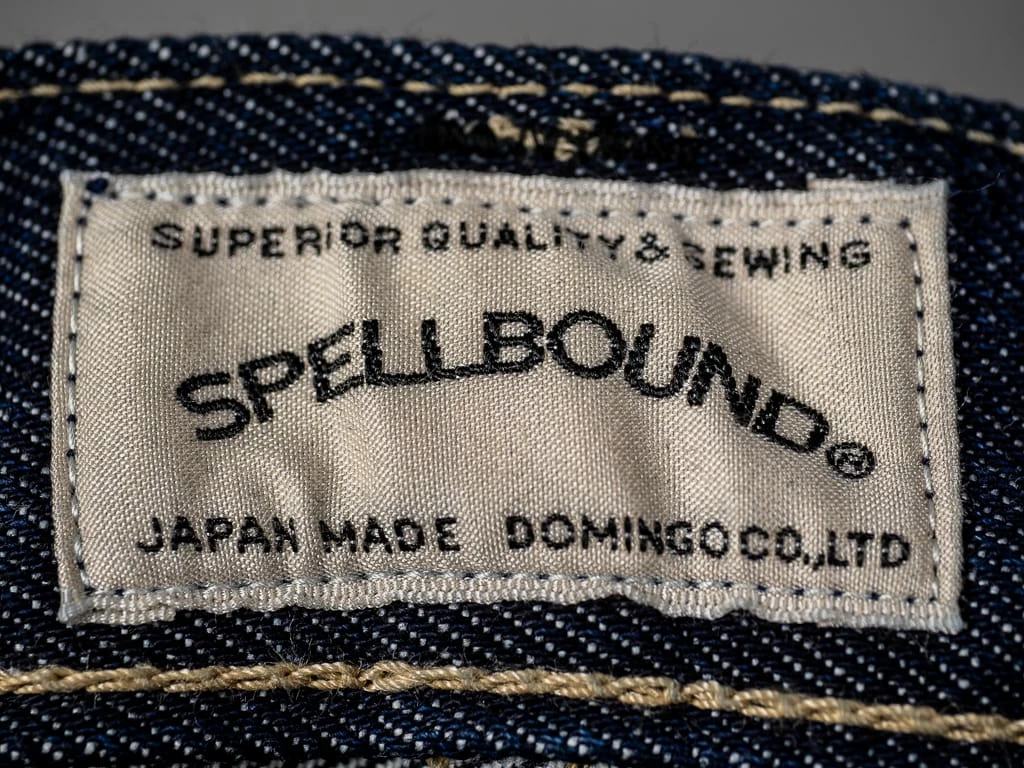 SUPERIOR QUALITY & SEWING
SPELLBOUND®
JAPAN MADE DOMINGO CO.,LTD